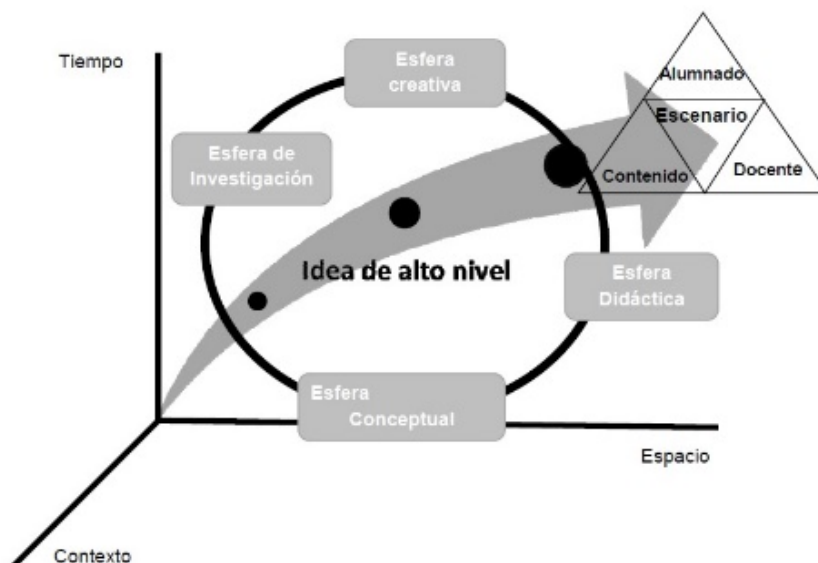 Esfera
creativa
Tiempo
Alumnado
Escenario
Esfera de
Investigación
Contenido
Docente
Idea de alto nivel
Esfera
Didáctica
Esfera
Conceptual
Espacio
Contexto